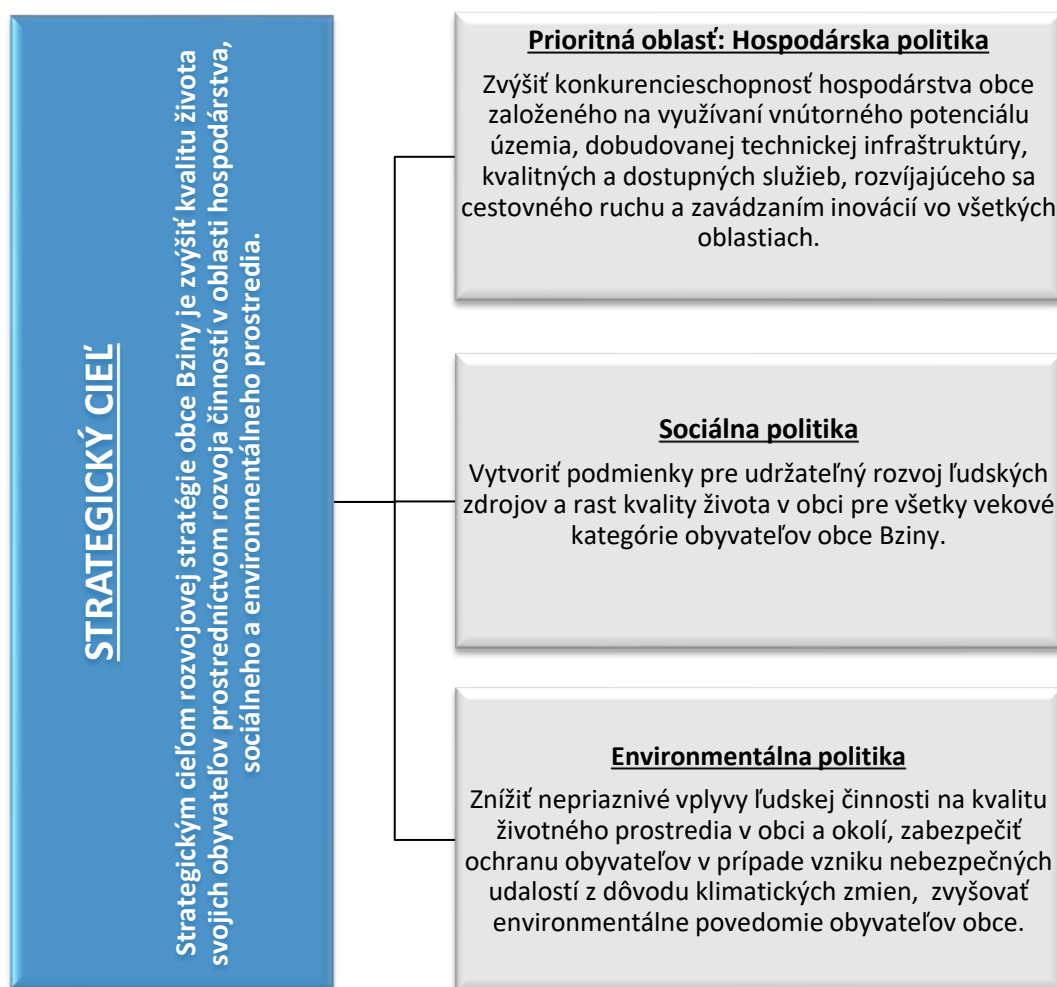 STRATEGICKÝ CIEĽ
Strategickým cieľom rozvojovej stratégie obce Bziny je zvýšiť kvalitu života
svojich obyvateľov prostredníctvom rozvoja činností v oblasti hospodárstva,
sociálneho a environmentálneho prostredia.
Prioritná oblasť: Hospodárska politika
Zvýšiť konkurencieschopnosť hospodárstva obce
založeného na využívaní vnútorného potenciálu
územia, dobudovanej technickej infraštruktúry,
kvalitných a dostupných služieb, rozvíjajúceho sa
cestovného ruchu a zavádzaním inovácií vo všetkých
oblastiach.
Sociálna politika
Vytvoriť podmienky pre udržateľný rozvoj ľudských
zdrojov a rast kvality života v obci pre všetky vekové
kategórie obyvateľov obce Bziny.
Environmentálna politika
Znížiť nepriaznivé vplyvy ľudskej činnosti na kvalitu
životného prostredia v obci a okolí, zabezpečiť
ochranu obyvateľov v prípade vzniku nebezpečných
udalostí z dôvodu klimatických zmien,  zvyšovať
environmentálne povedomie obyvateľov obce.